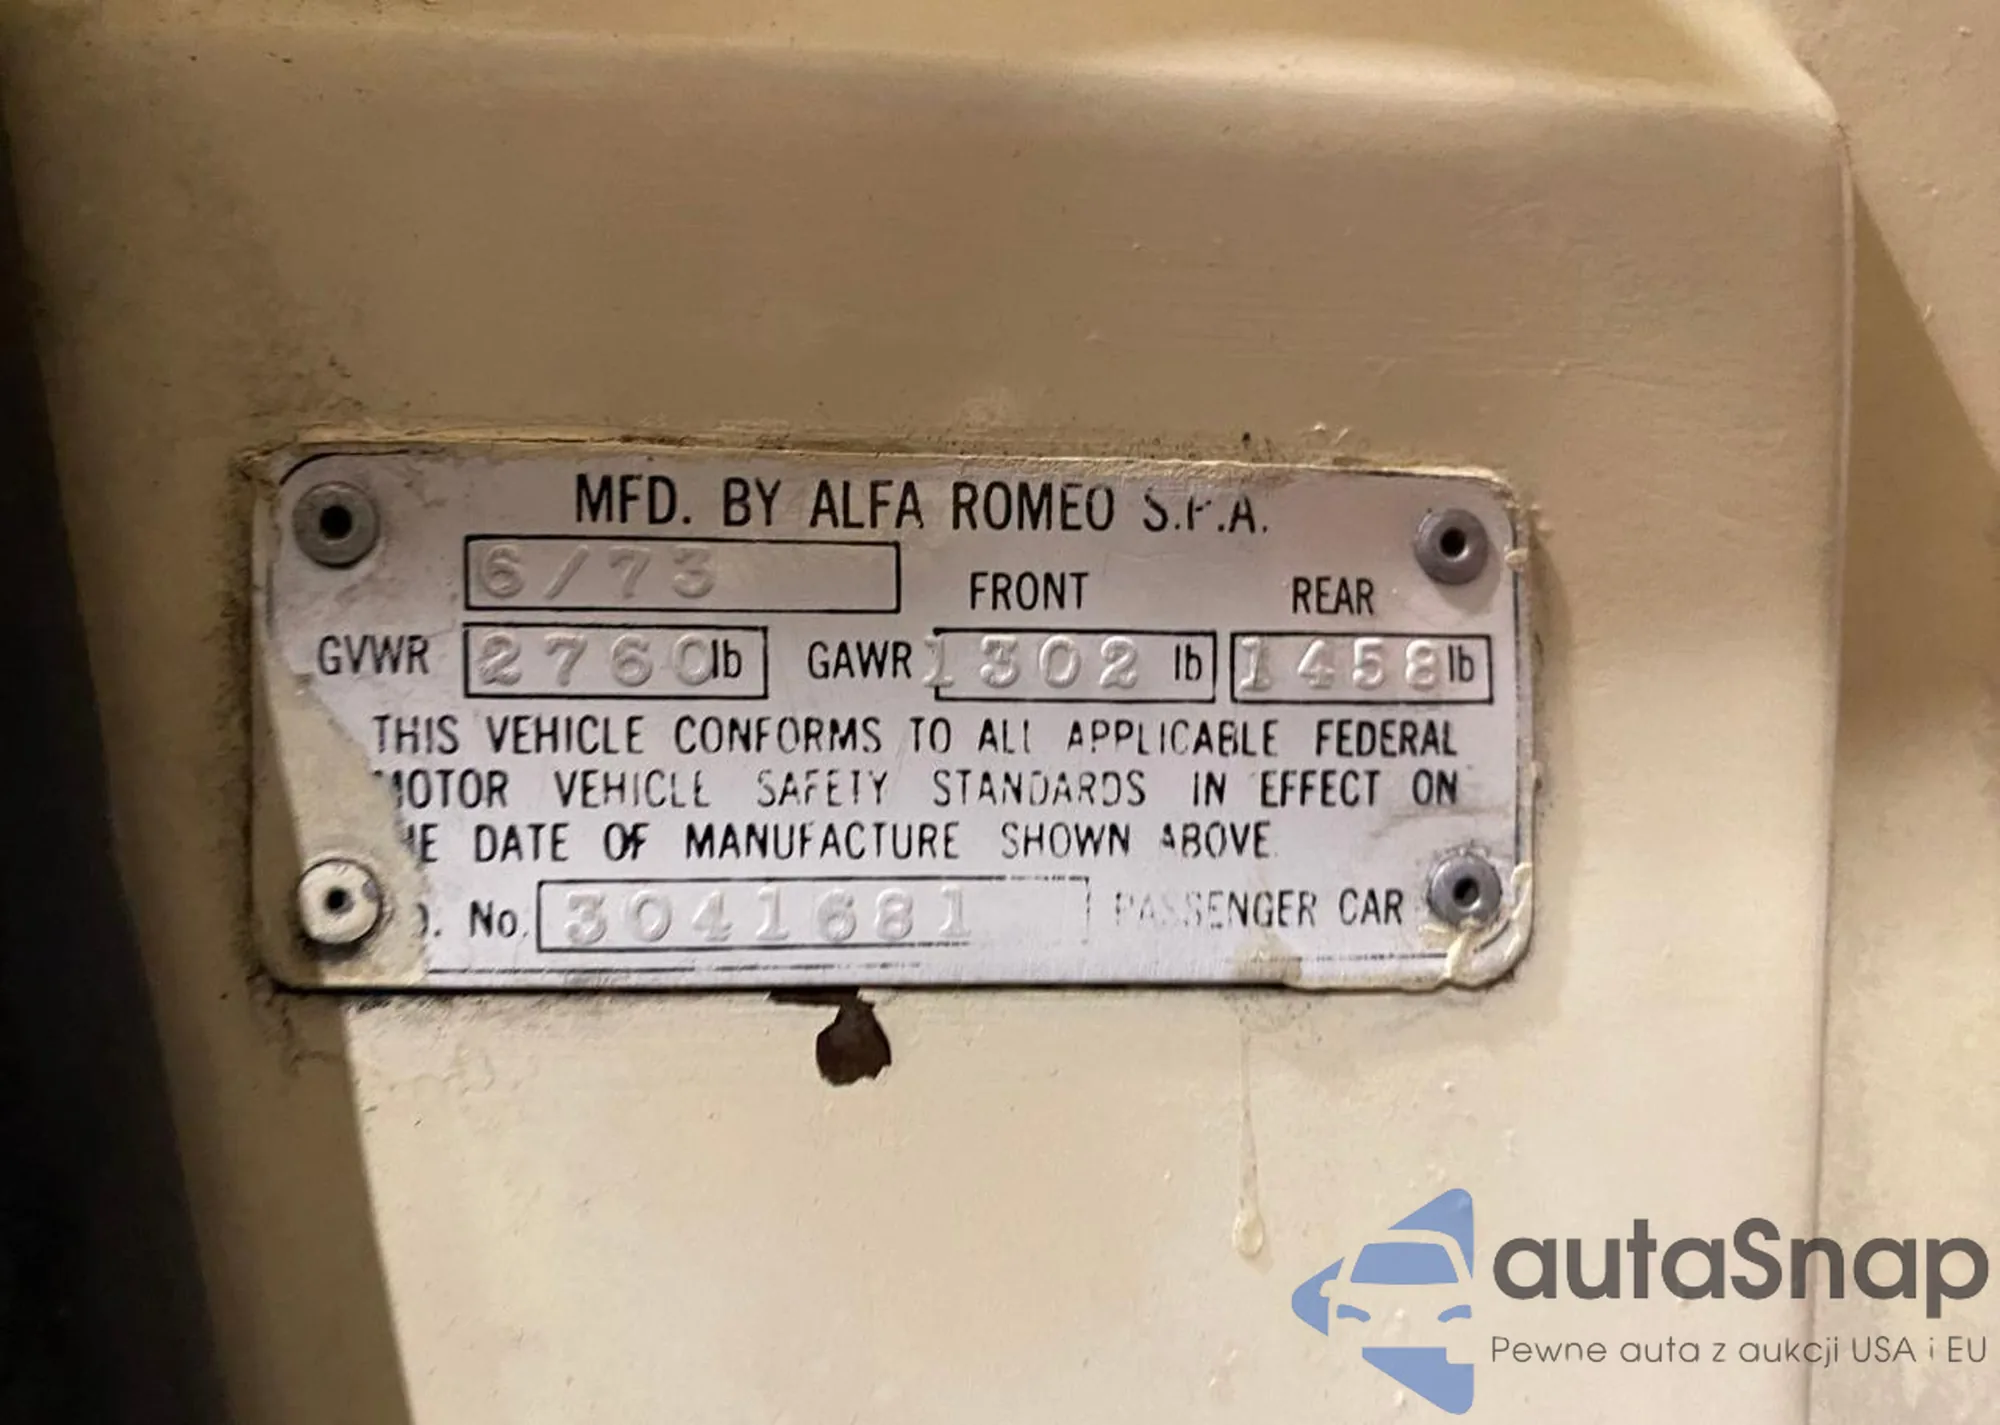 MFD. BY ALFA ROMEO S.P.A.
6/73
FRONT REAR
GVWR 2760 lb GAWR 1302 lb 1458 lb
THIS VEHICLE CONFORMS TO ALL APPLICABLE FEDERAL
MOTOR VEHICLE SAFETY STANDARDS IN EFFECT ON
DATE OF MANUFACTURE SHOWN ABOVE
No. 3041681 PASSENGER CAR
autaSnap
Pewne auta z aukcji USA i EU